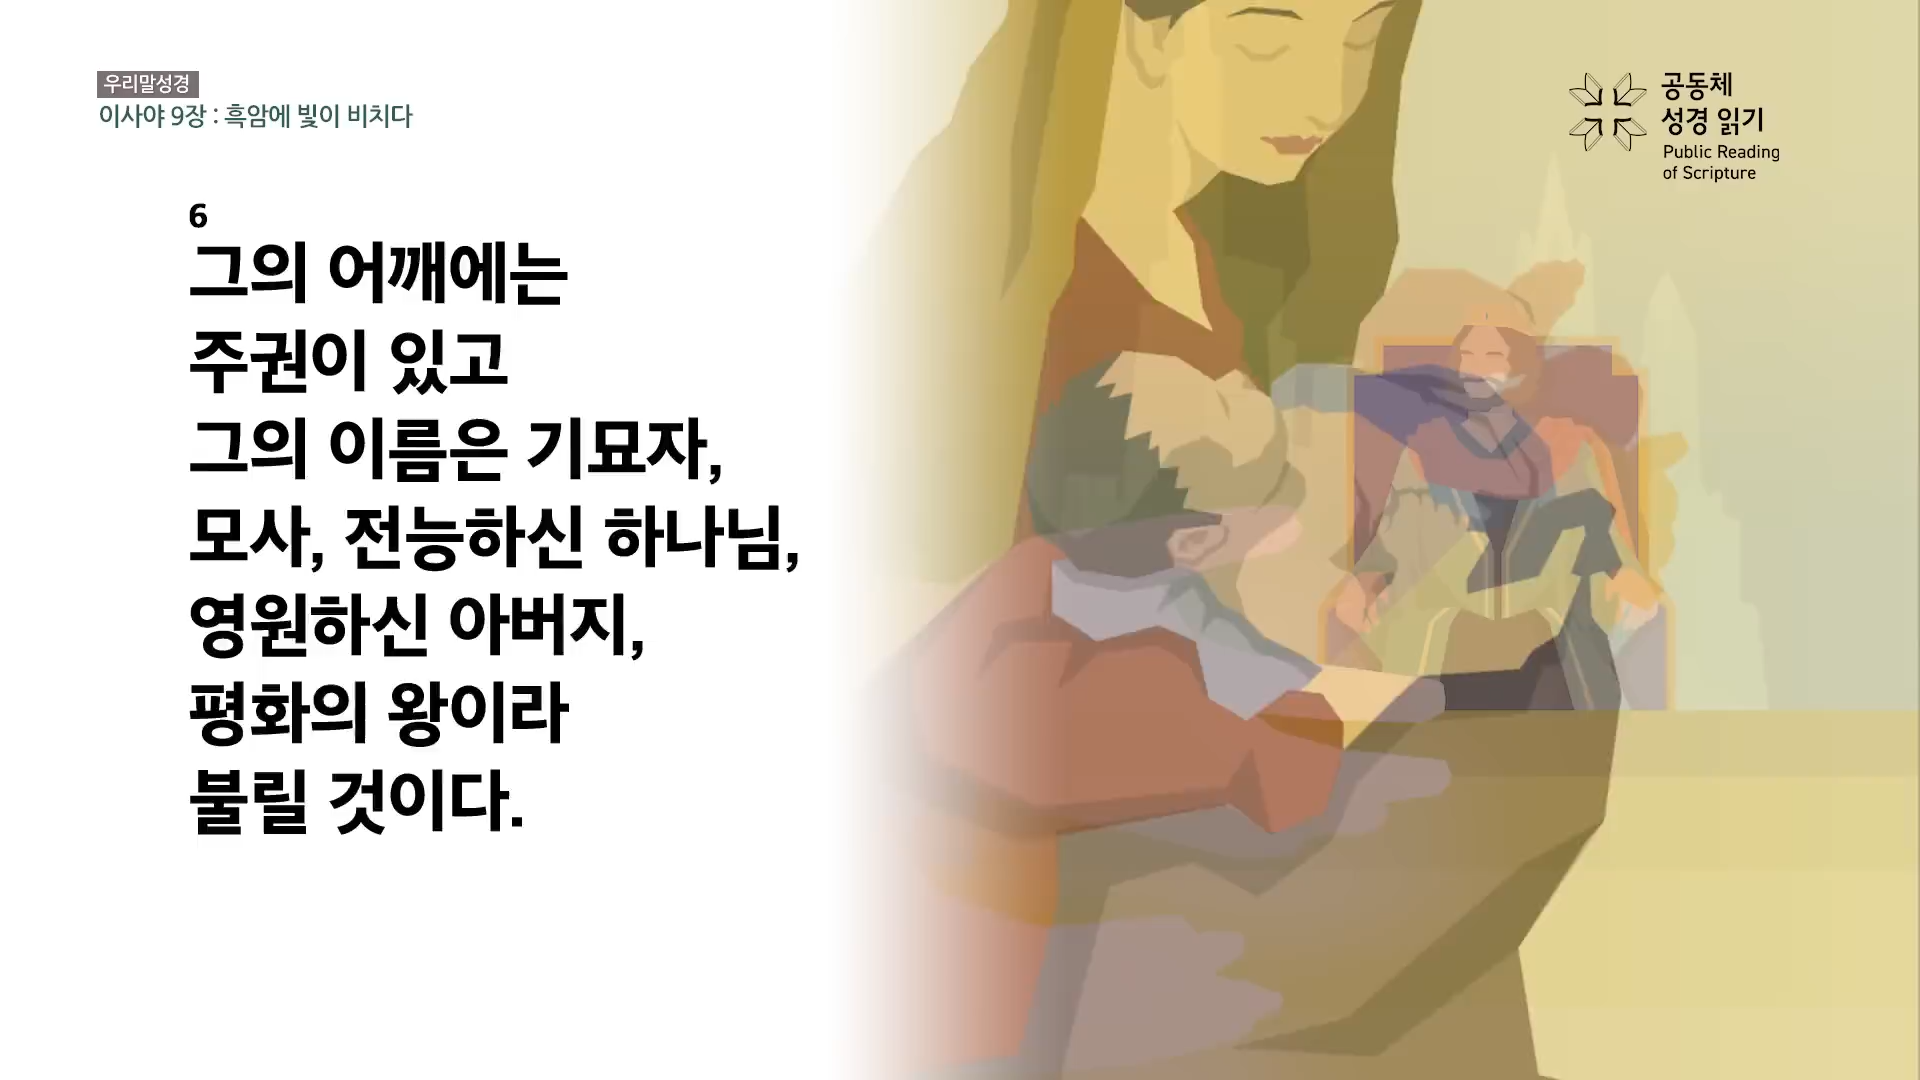 우리말성경
이사야 9장 : 흑암에 빛이 비치다
공동체
성경 읽기
Public Reading
of Scripture
6
그의 어깨에는
주권이 있고
그의 이름은 기묘자,
모사, 전능하신 하나님,
영원하신 아버지,
평화의 왕이라
불릴 것이다.